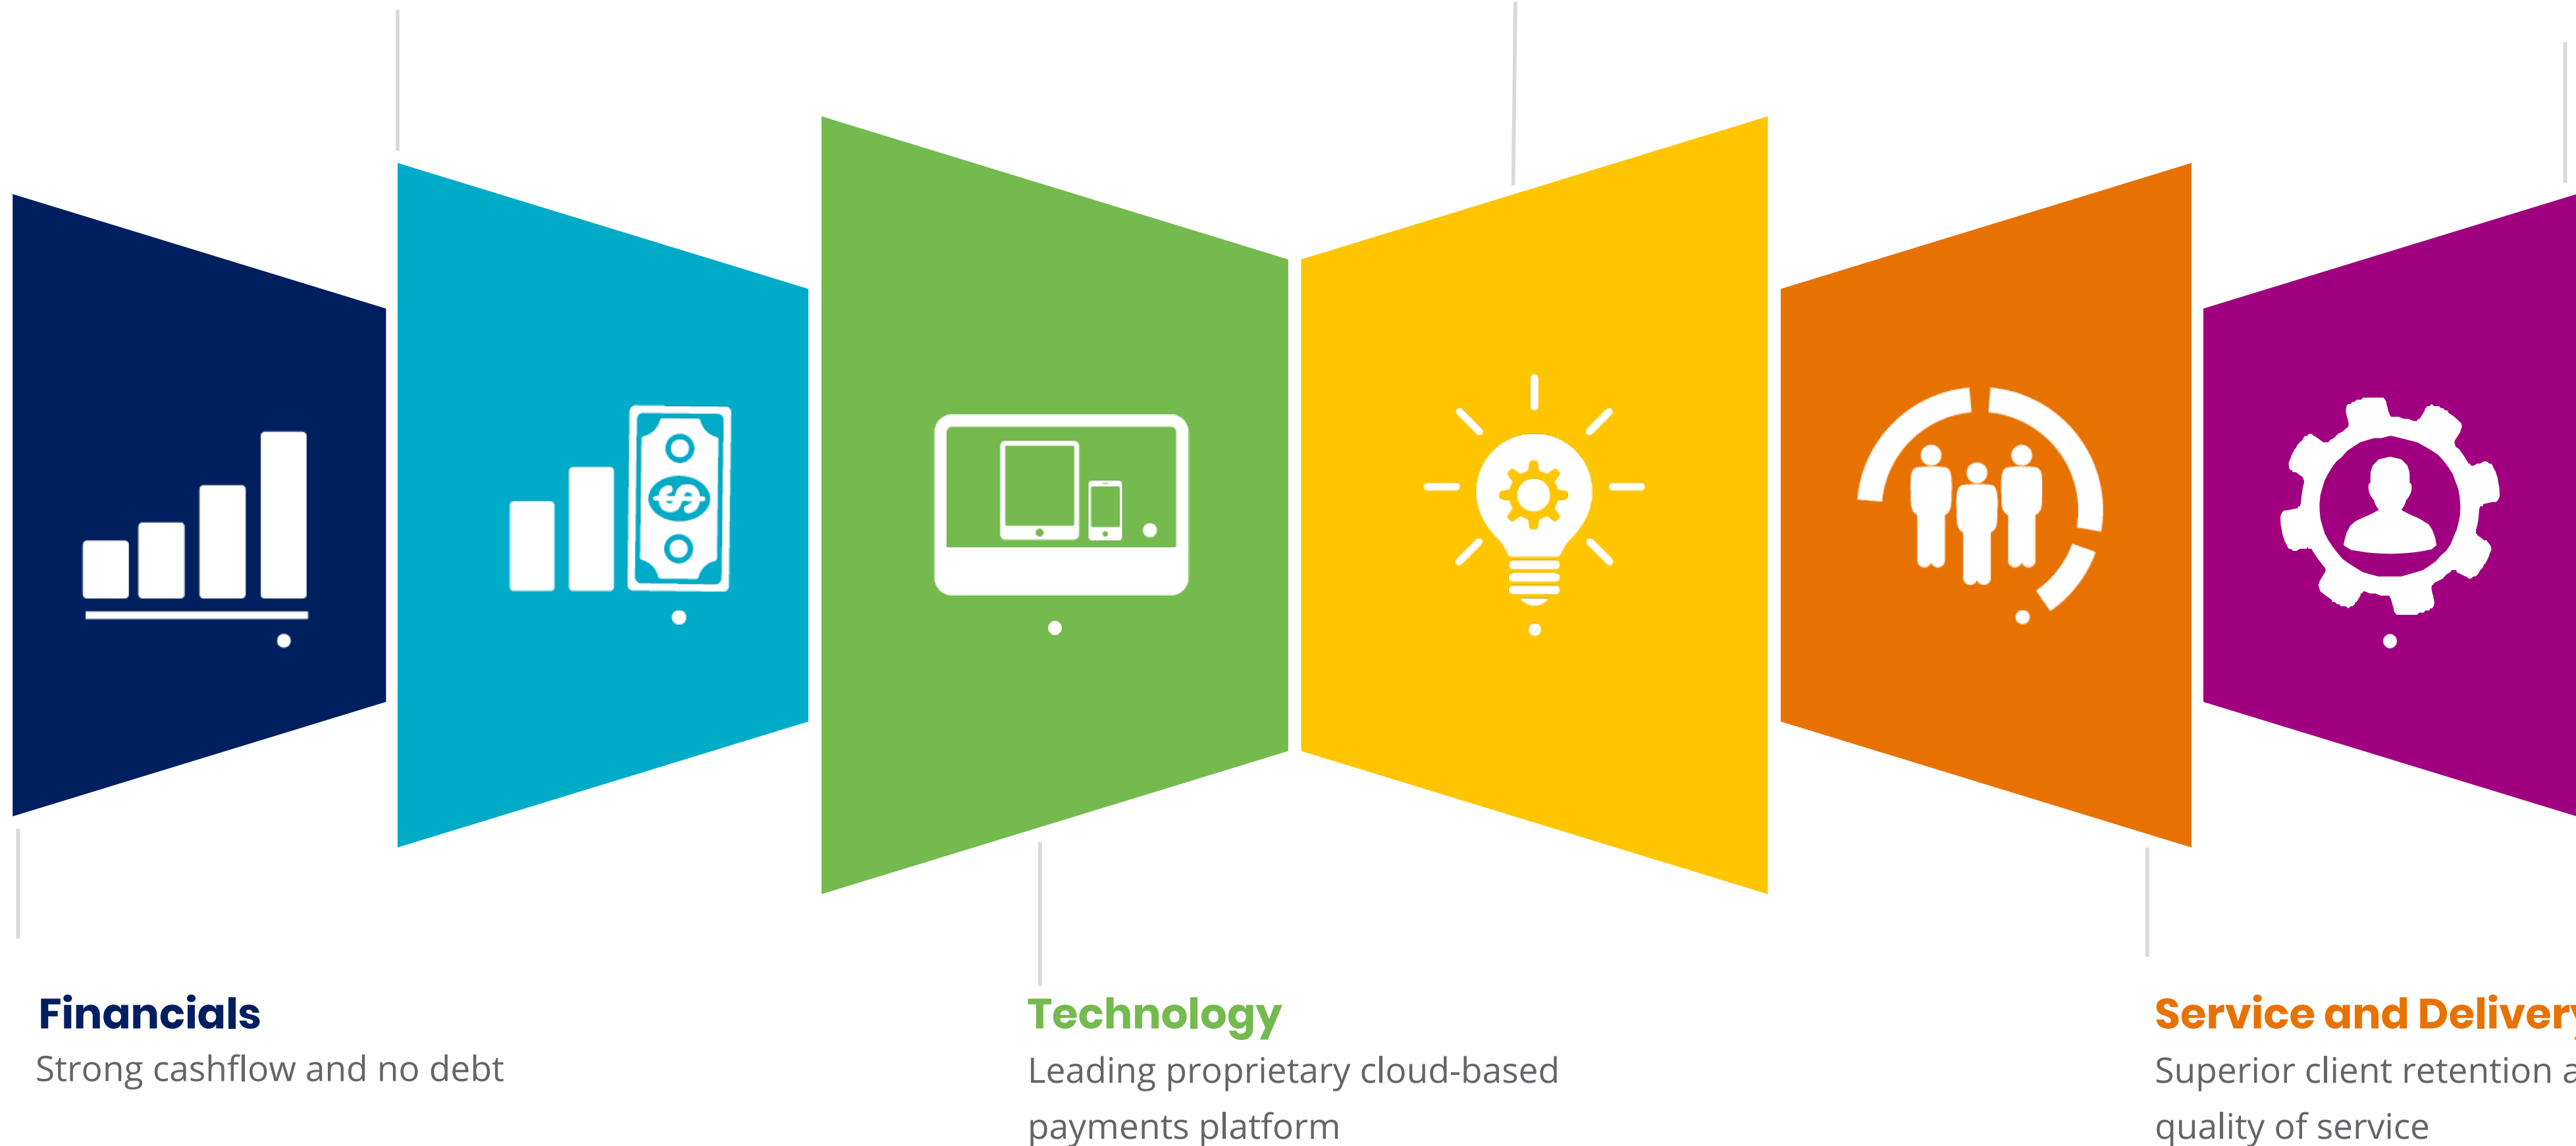 Financials
Strong cashflow and no debt
Technology
Leading proprietary cloud-based
payments platform
Service and Delivery
Superior client retention a
quality of service
$